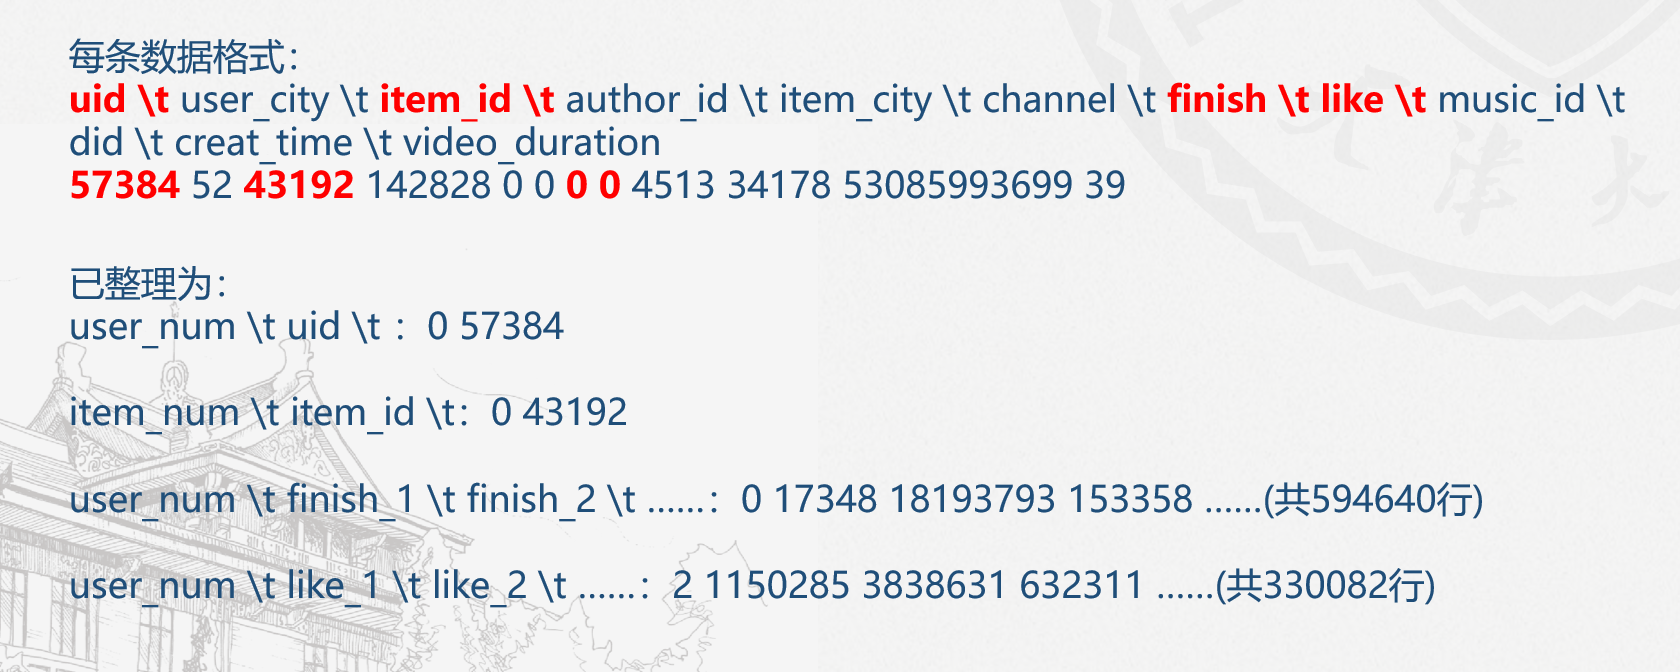 每条数据格式：
uid \t user_city \t item_id \t author_id \t item_city \t channel \t finish \t like \t music_id \t
did \t creat_time \t video_duration
57384 52 43192 142828 0 0 0 0 4513 34178 53085993699 39
已整理为：
user_num \t uid \t ：0 57384
item_num \t item_id \t：0 43192
user_num \t finish_1 \t finish_2 \t ……：0 17348 18193793 153358 ……(共594640行)
user_num \t like_1 \t like_2 \t ……：2 1150285 3838631 632311 ……(共330082行)